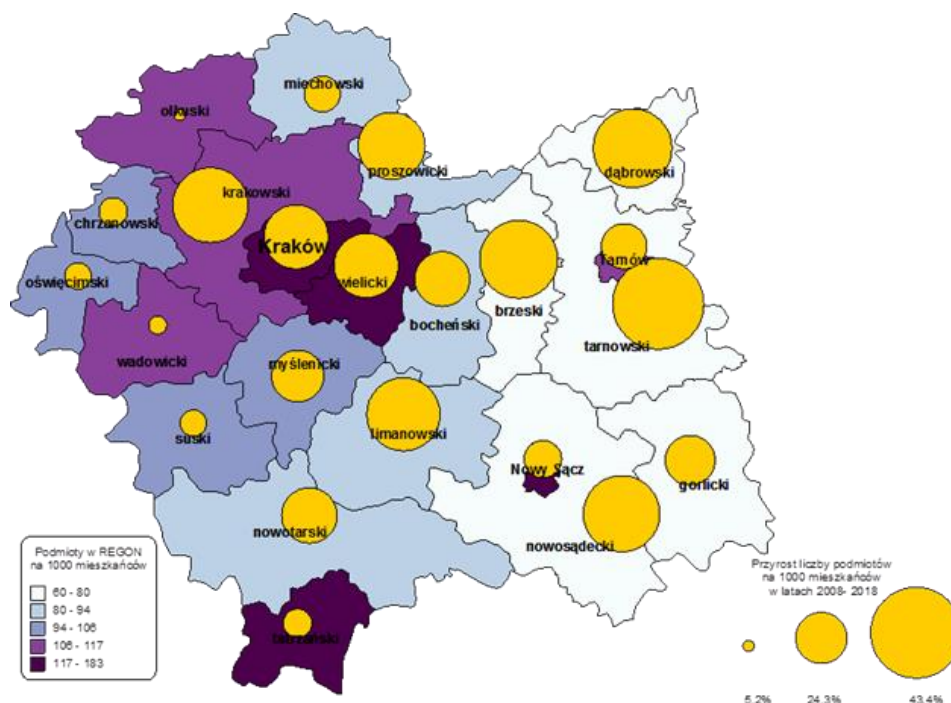 miechowski
olkuski
proszowicki
dąbrowski
krakowski
chrzanowski
Kraków
Tarnów
oświęcimski
wielicki
brzeski
bocheński
tarnowski
wadowicki
myślenicki
limanowski
suski
Nowy Sącz
gorlicki
nowotarski
nowosądecki
tatrzański
Podmioty w REGON
na 1000 mieszkańców
60 - 80
80 - 94
94 - 106
106 - 117
117 - 183
Przyrost liczby podmiotów
na 1000 mieszkańców
w latach 2008- 2018
5.2% 24.3% 43.4%